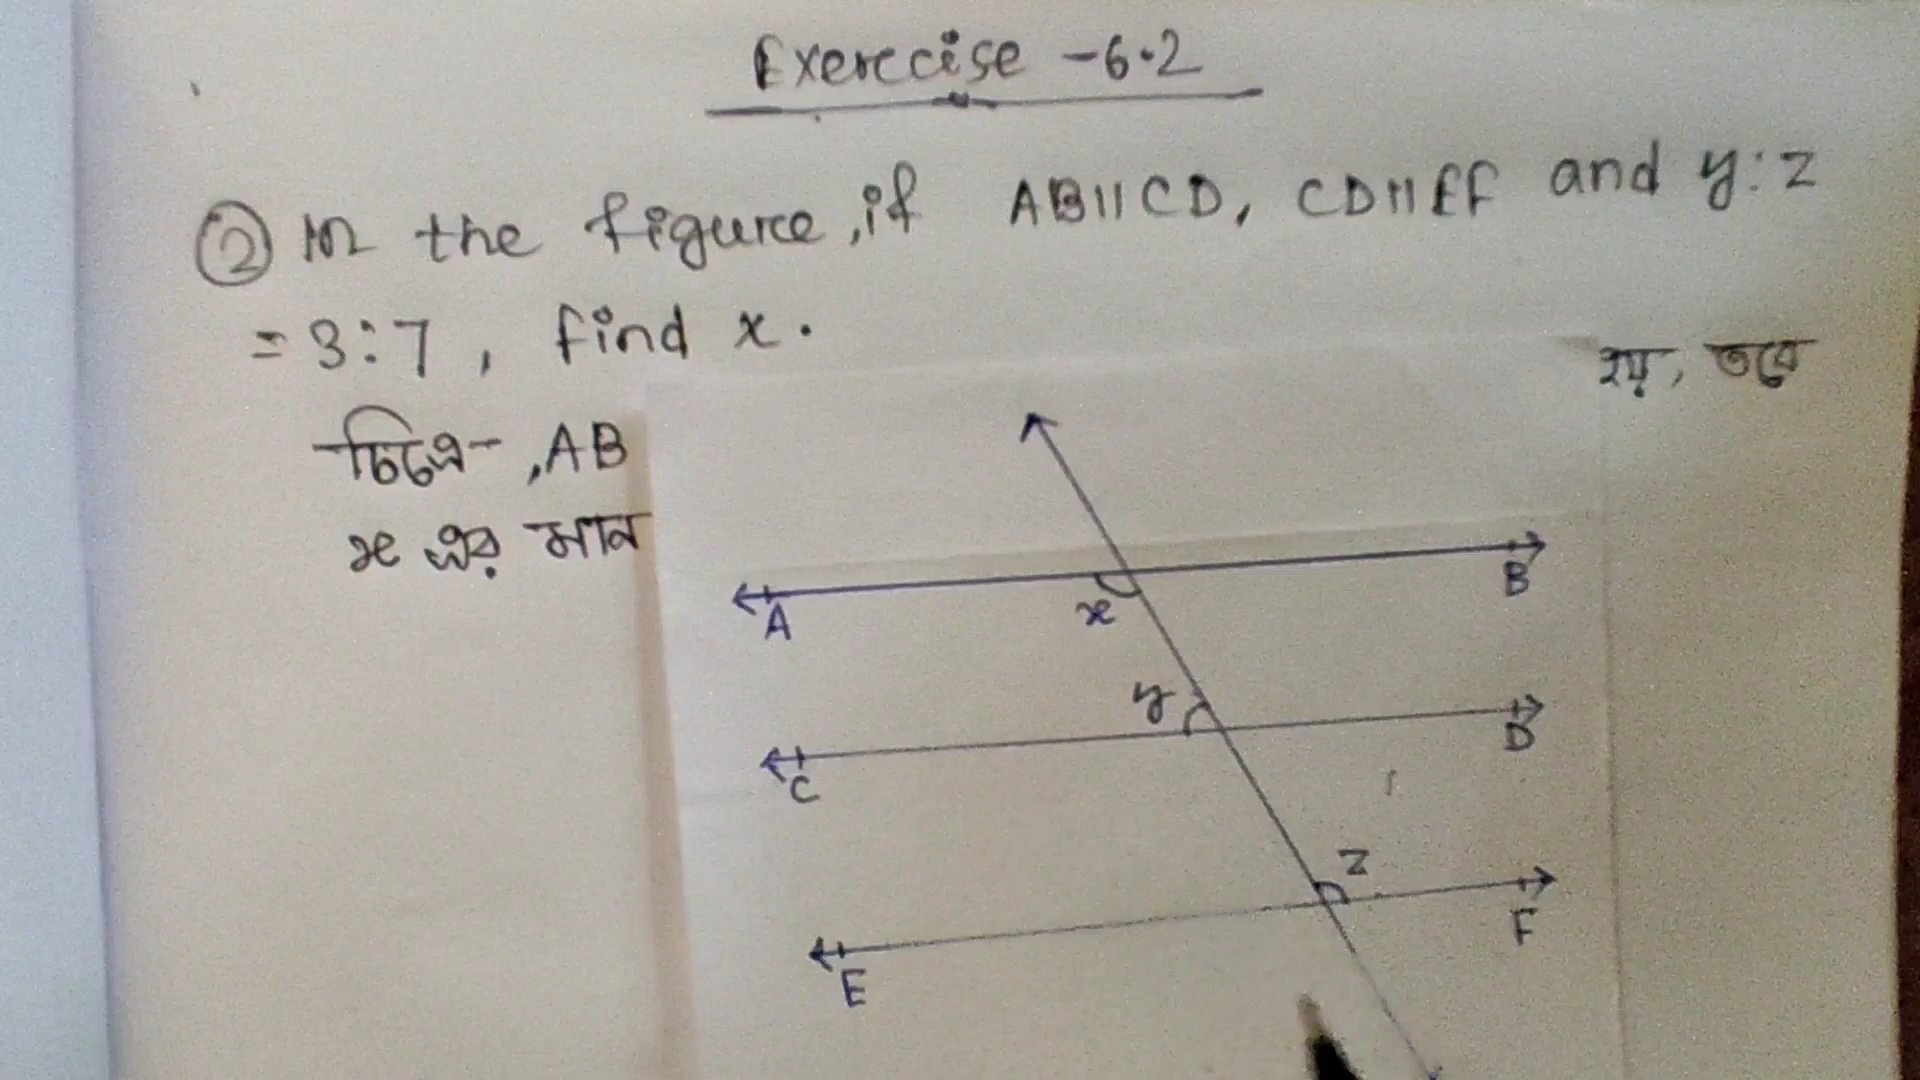 Exercise - 6.2
② In the figure, if AB || CD, CD || EF and y : z
= 3 : 7, find x.
হয়, তবে
চিত্রে, AB
x এর মান
B
A
x
y
D
C
z
F
E